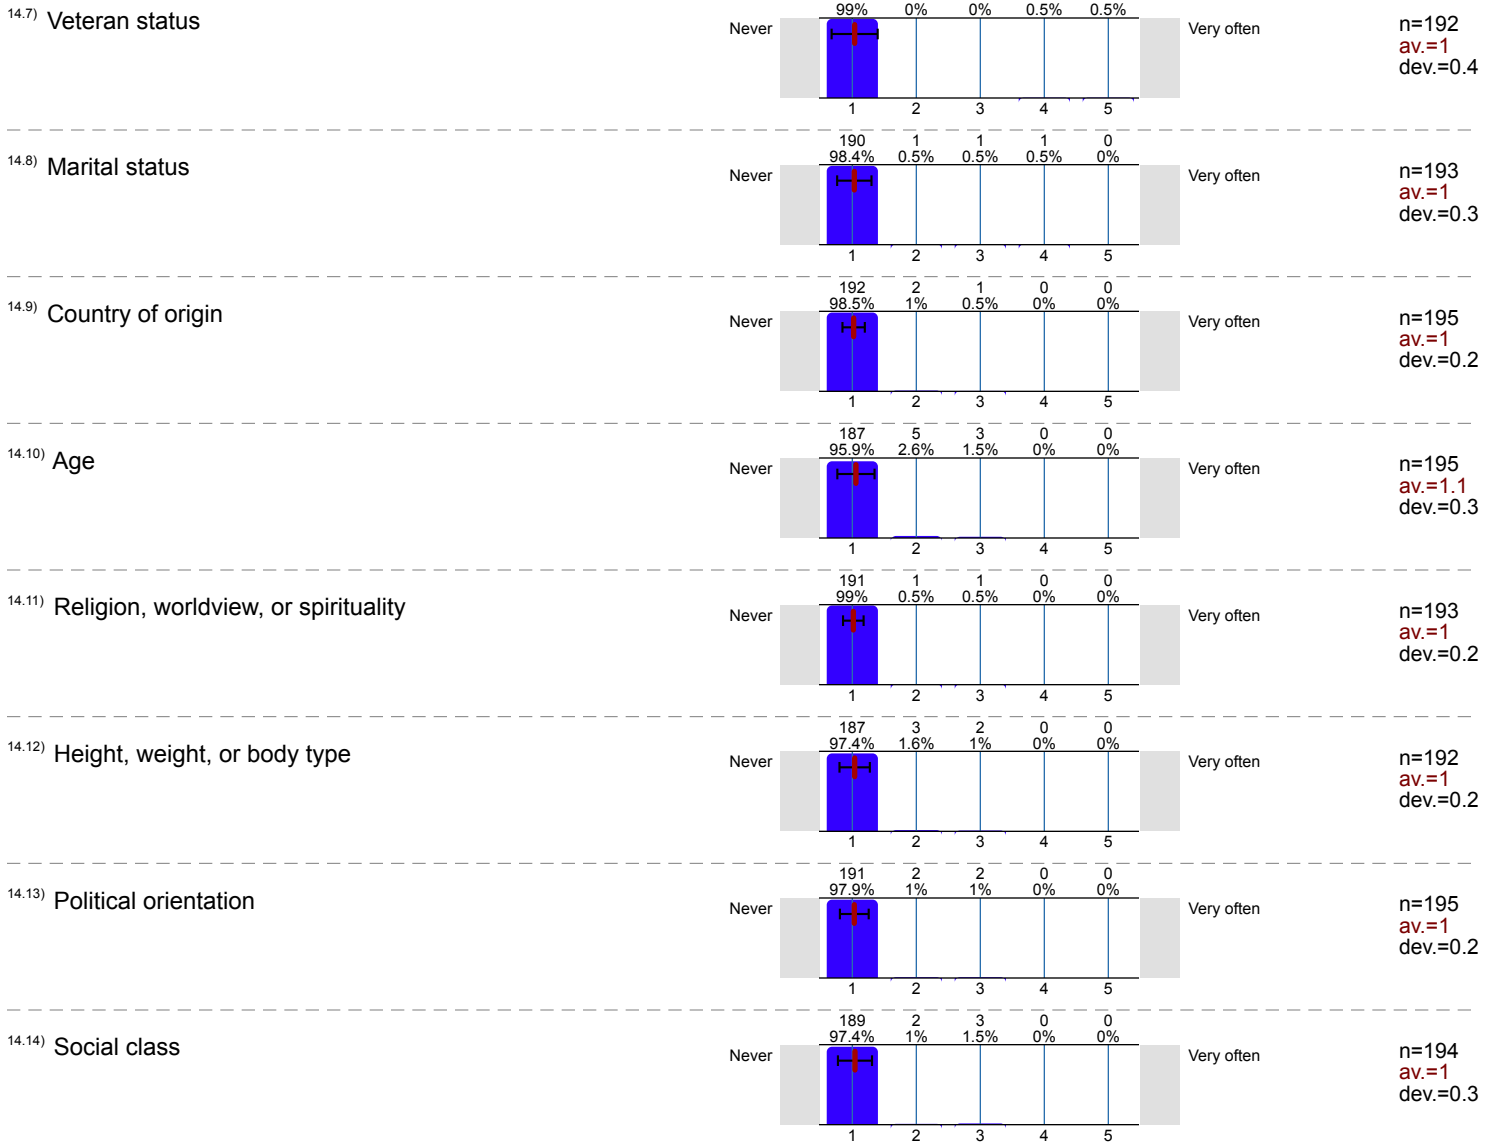 14.7) Veteran status
99% 0% 0% 0.5% 0.5%
Never Very often
n=192
av.=1
dev.=0.4
1 2 3 4 5
14.8) Marital status
190 1 1 1 0
98.4% 0.5% 0.5% 0.5% 0%
Never Very often
n=193
av.=1
dev.=0.3
1 2 3 4 5
14.9) Country of origin
192 2 1 0 0
98.5% 1% 0.5% 0% 0%
Never Very often
n=195
av.=1
dev.=0.2
1 2 3 4 5
14.10) Age
187 5 3 0 0
95.9% 2.6% 1.5% 0% 0%
Never Very often
n=195
av.=1.1
dev.=0.3
1 2 3 4 5
14.11) Religion, worldview, or spirituality
191 1 1 0 0
99% 0.5% 0.5% 0% 0%
Never Very often
n=193
av.=1
dev.=0.2
1 2 3 4 5
14.12) Height, weight, or body type
187 3 2 0 0
97.4% 1.6% 1% 0% 0%
Never Very often
n=192
av.=1
dev.=0.2
1 2 3 4 5
14.13) Political orientation
191 2 2 0 0
97.9% 1% 1% 0% 0%
Never Very often
n=195
av.=1
dev.=0.2
1 2 3 4 5
14.14) Social class
189 2 3 0 0
97.4% 1% 1.5% 0% 0%
Never Very often
n=194
av.=1
dev.=0.3
1 2 3 4 5